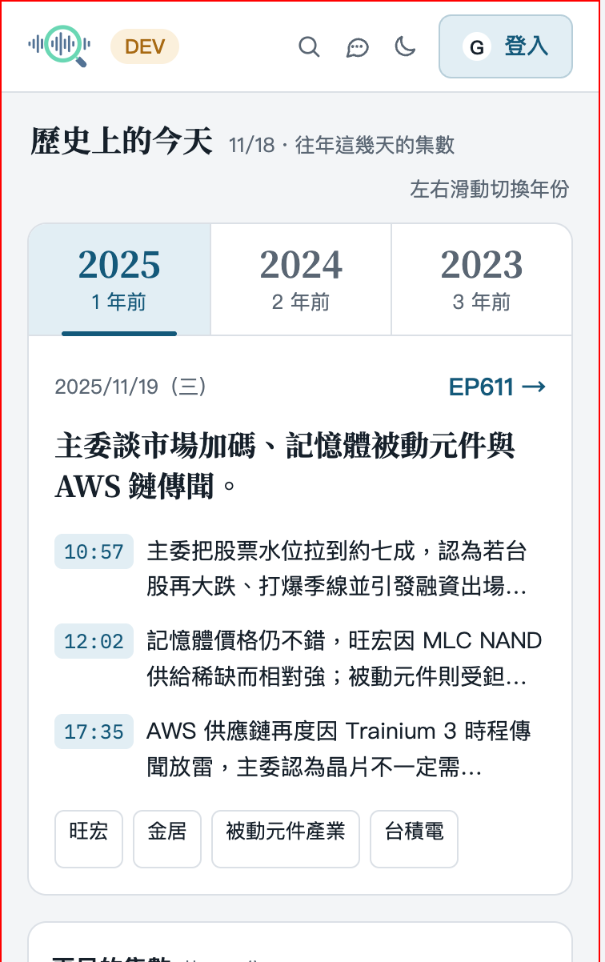 DEV
G 登入
歷史上的今天 11/18 · 往年這幾天的集數
左右滑動切換年份
2025 2024 2023
1 年前 2 年前 3 年前
2025/11/19（三） EP611 →
主委談市場加碼、記憶體被動元件與
AWS 鏈傳聞。
10:57 主委把股票水位拉到約七成，認為若台
股再大跌、打爆季線並引發融資出場…
12:02 記憶體價格仍不錯，旺宏因 MLC NAND
供給稀缺而相對強；被動元件則受鉭…
17:35 AWS 供應鏈再度因 Trainium 3 時程傳
聞放雷，主委認為晶片不一定需…
旺宏 金居 被動元件產業 台積電